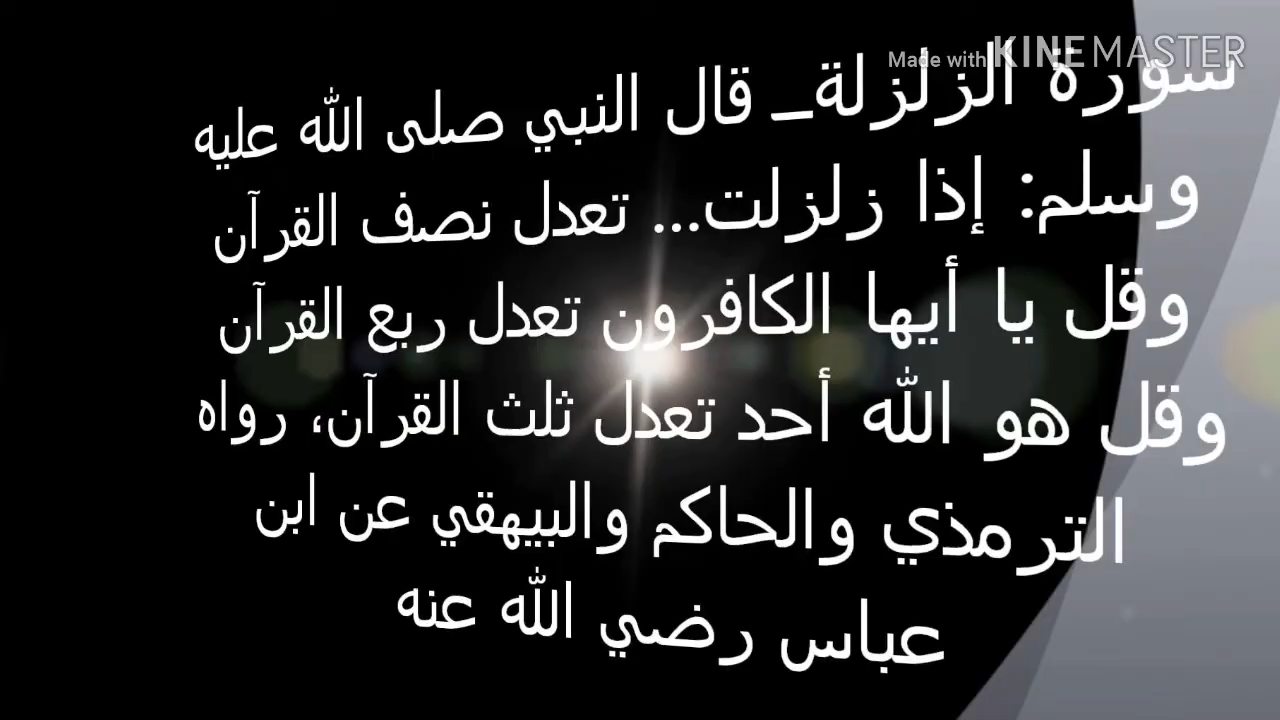 Made with KINEMASTER
سورة الزلزلة_ قال النبي صلى الله عليه
وسلم: إذا زلزلت... تعدل نصف القرآن
وقل يا أيها الكافرون تعدل ربع القرآن
وقل هو الله أحد تعدل ثلث القرآن، رواه
الترمذي والحاكم والبيهقي عن ابن
عباس رضي الله عنه